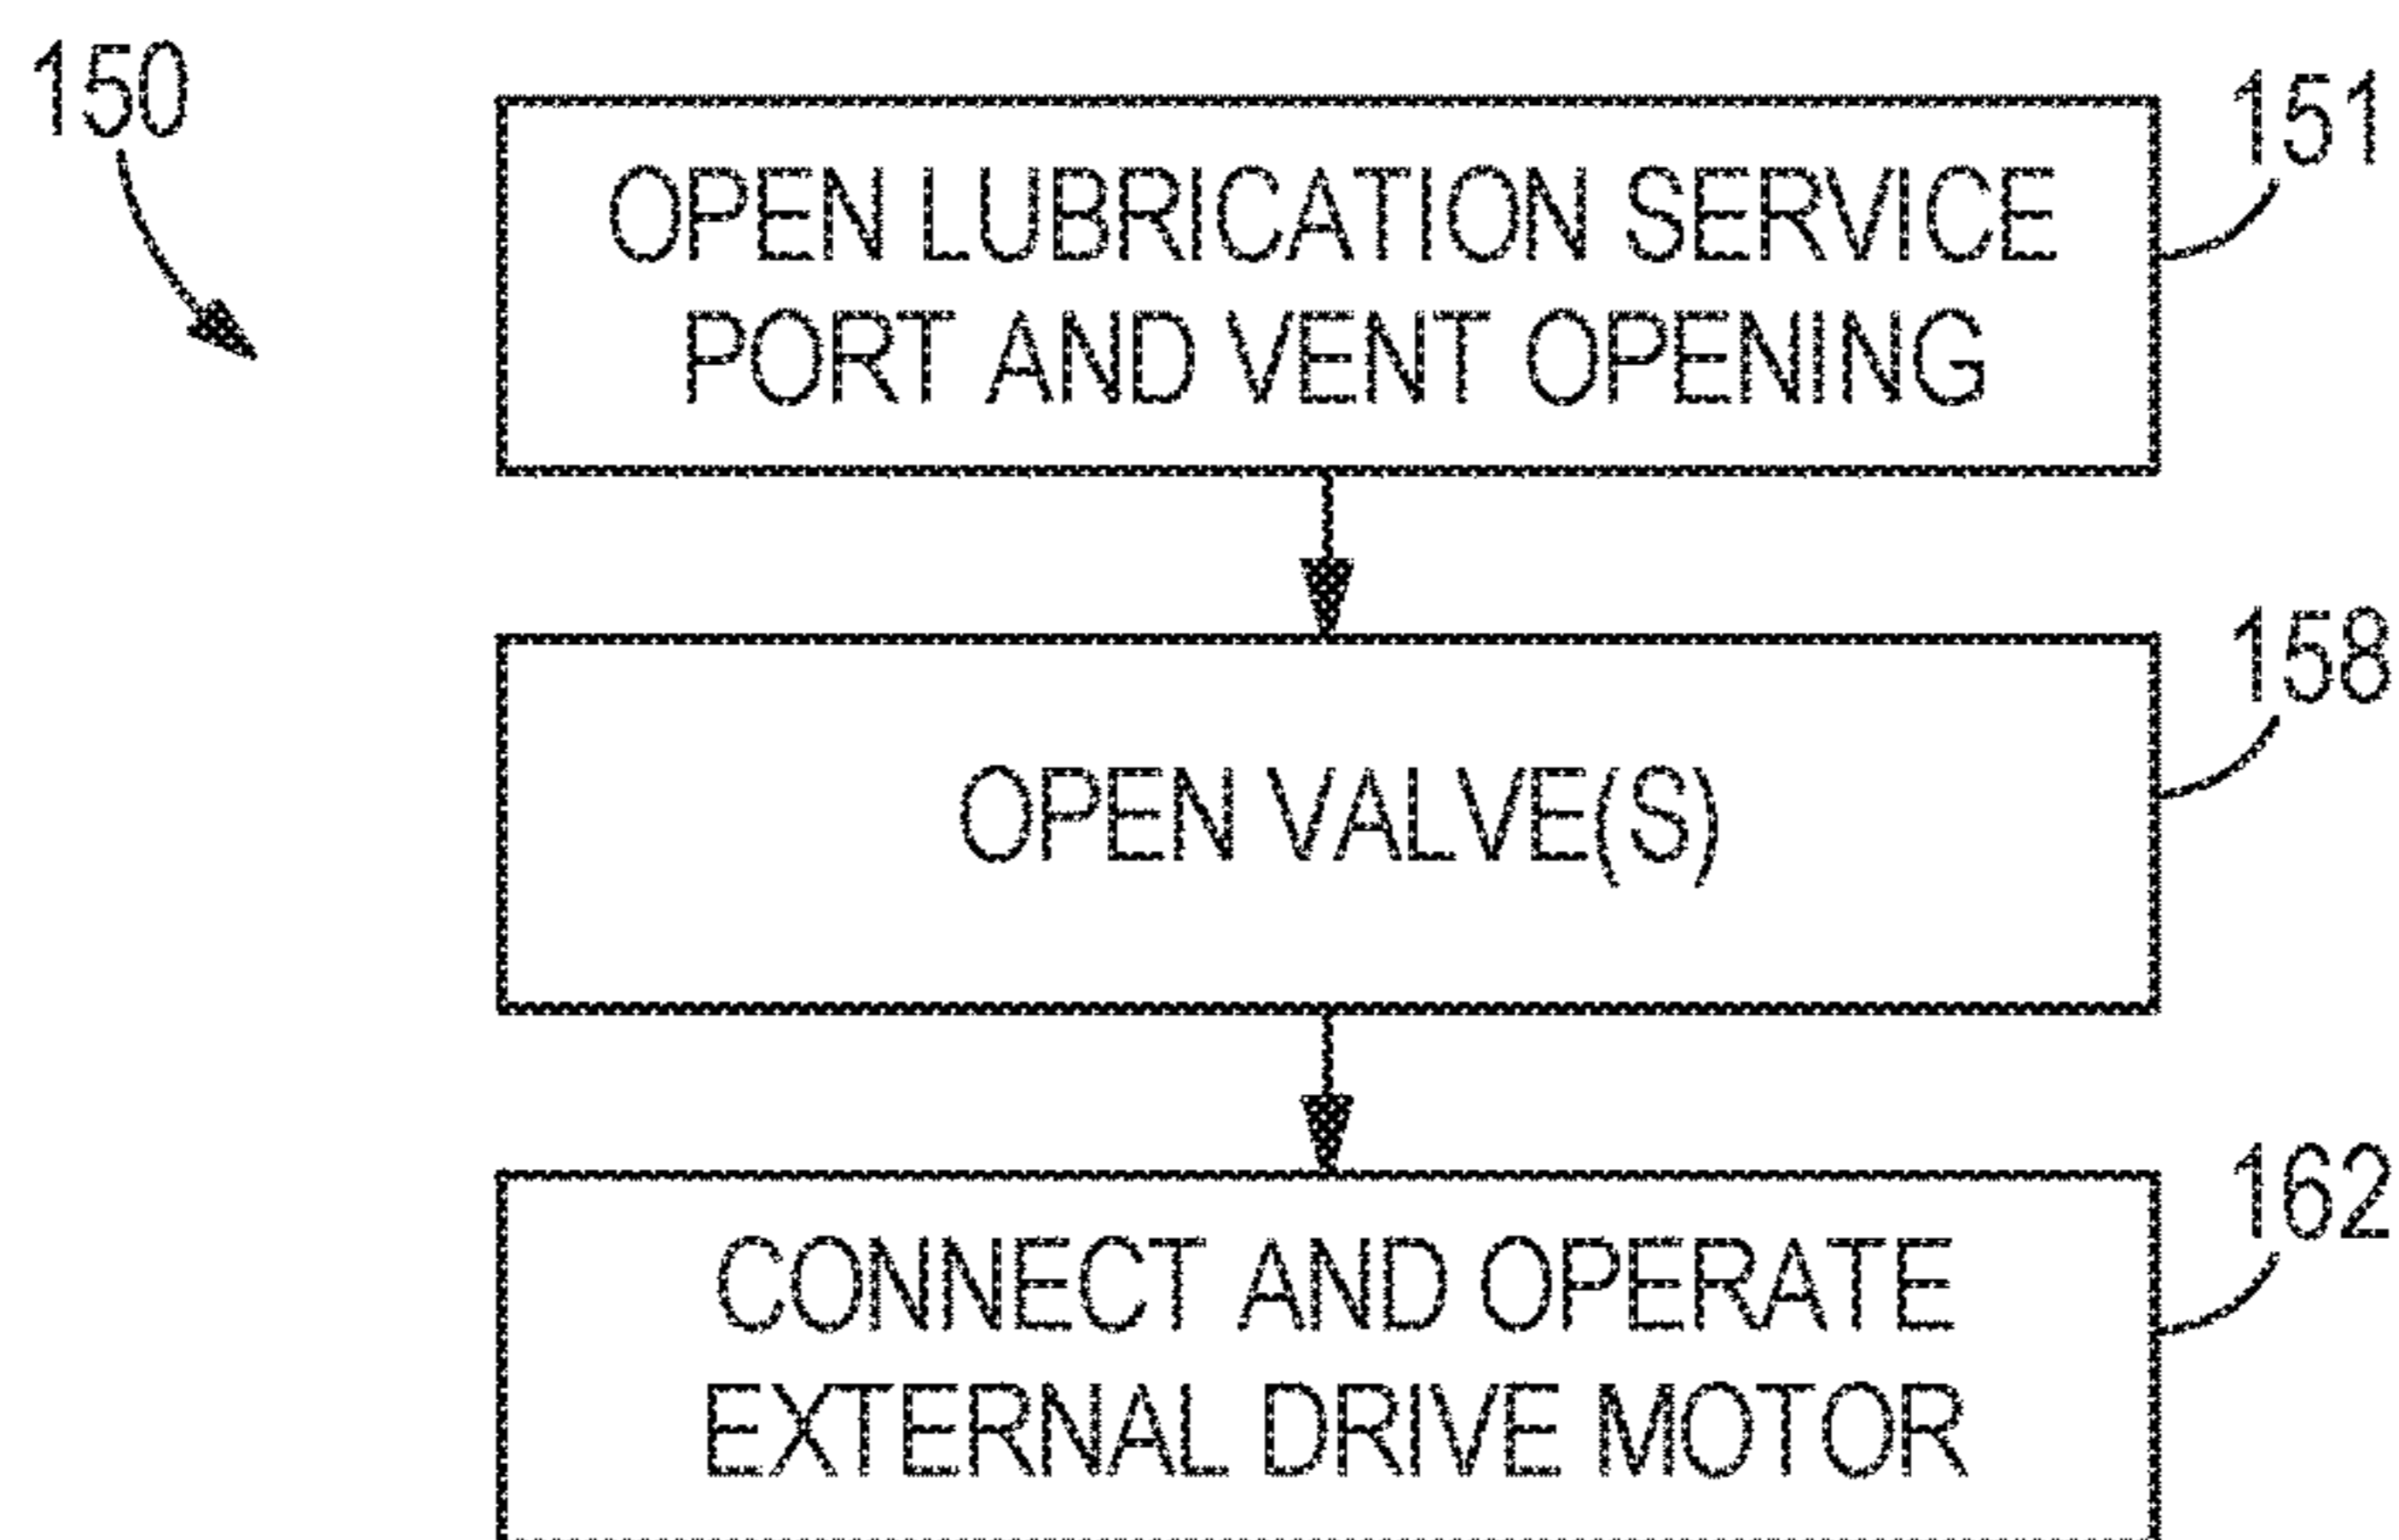 150
151
OPEN LUBRICATION SERVICE
PORT AND VENT OPENING
158
OPEN VALVE(S)
162
CONNECT AND OPERATE
EXTERNAL DRIVE MOTOR